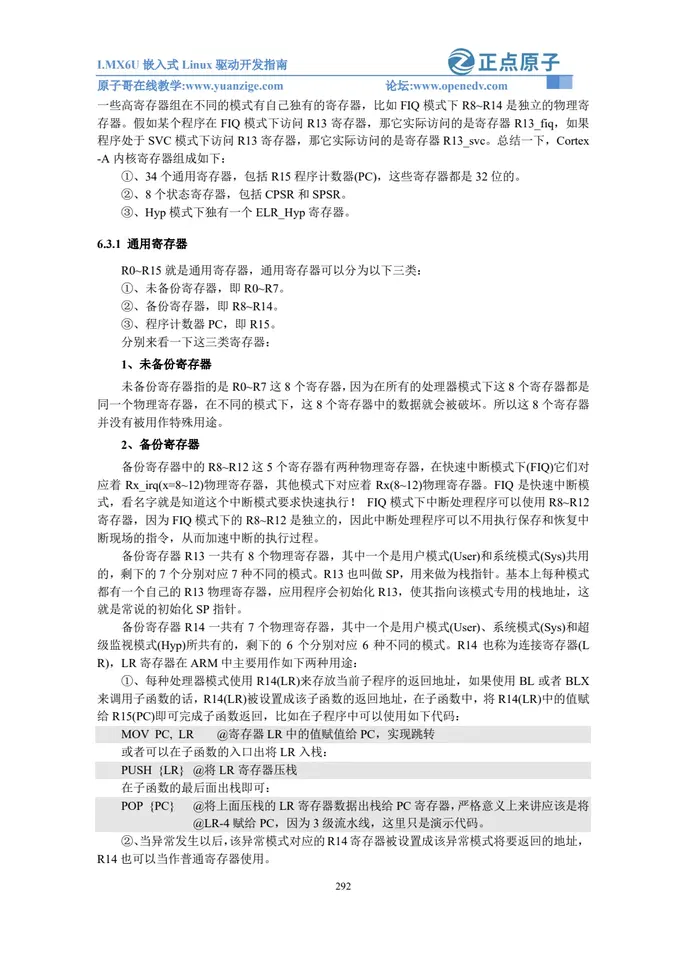 I.MX6U 嵌入式 Linux 驱动开发指南
正点原子
原子哥在线教学:www.yuanzige.com 论坛:www.openedv.com
一些高寄存器组在不同的模式有自己独有的寄存器，比如 FIQ 模式下 R8~R14 是独立的物理寄
存器。假如某个程序在 FIQ 模式下访问 R13 寄存器，那它实际访问的是寄存器 R13_fiq，如果
程序处于 SVC 模式下访问 R13 寄存器，那它实际访问的是寄存器 R13_svc。总结一下，Cortex
-A 内核寄存器组成如下：
①、34 个通用寄存器，包括 R15 程序计数器(PC)，这些寄存器都是 32 位的。
②、8 个状态寄存器，包括 CPSR 和 SPSR。
③、Hyp 模式下独有一个 ELR_Hyp 寄存器。
6.3.1 通用寄存器
R0~R15 就是通用寄存器，通用寄存器可以分为以下三类：
①、未备份寄存器，即 R0~R7。
②、备份寄存器，即 R8~R14。
③、程序计数器 PC，即 R15。
分别来看一下这三类寄存器：
1、未备份寄存器
未备份寄存器指的是 R0~R7 这 8 个寄存器，因为在所有的处理器模式下这 8 个寄存器都是
同一个物理寄存器，在不同的模式下，这 8 个寄存器中的数据就会被破坏。所以这 8 个寄存器
并没有被用作特殊用途。
2、备份寄存器
备份寄存器中的 R8~R12 这 5 个寄存器有两种物理寄存器，在快速中断模式下(FIQ)它们对
应着 Rx_irq(x=8~12)物理寄存器，其他模式下对应着 Rx(8~12)物理寄存器。FIQ 是快速中断模
式，看名字就是知道这个中断模式要求快速执行！ FIQ 模式下中断处理程序可以使用 R8~R12
寄存器，因为 FIQ 模式下的 R8~R12 是独立的，因此中断处理程序可以不用执行保存和恢复中
断现场的指令，从而加速中断的执行过程。
备份寄存器 R13 一共有 8 个物理寄存器，其中一个是用户模式(User)和系统模式(Sys)共用
的，剩下的 7 个分别对应 7 种不同的模式。R13 也叫做 SP，用来做为栈指针。基本上每种模式
都有一个自己的 R13 物理寄存器，应用程序会初始化 R13，使其指向该模式专用的栈地址，这
就是常说的初始化 SP 指针。
备份寄存器 R14 一共有 7 个物理寄存器，其中一个是用户模式(User)、系统模式(Sys)和超
级监视模式(Hyp)所共有的，剩下的 6 个分别对应 6 种不同的模式。R14 也称为连接寄存器(L
R)，LR 寄存器在 ARM 中主要用作如下两种用途：
①、每种处理器模式使用 R14(LR)来存放当前子程序的返回地址，如果使用 BL 或者 BLX
来调用子函数的话，R14(LR)被设置成该子函数的返回地址，在子函数中，将 R14(LR)中的值赋
给 R15(PC)即可完成子函数返回，比如在子程序中可以使用如下代码：
MOV PC, LR @寄存器 LR 中的值赋值给 PC，实现跳转
或者可以在子函数的入口出将 LR 入栈：
PUSH {LR} @将 LR 寄存器压栈
在子函数的最后面出栈即可：
POP {PC} @将上面压栈的 LR 寄存器数据出栈给 PC 寄存器，严格意义上来讲应该是将
@LR-4 赋给 PC，因为 3 级流水线，这里只是演示代码。
②、当异常发生以后，该异常模式对应的 R14 寄存器被设置成该异常模式将要返回的地址，
R14 也可以当作普通寄存器使用。
292